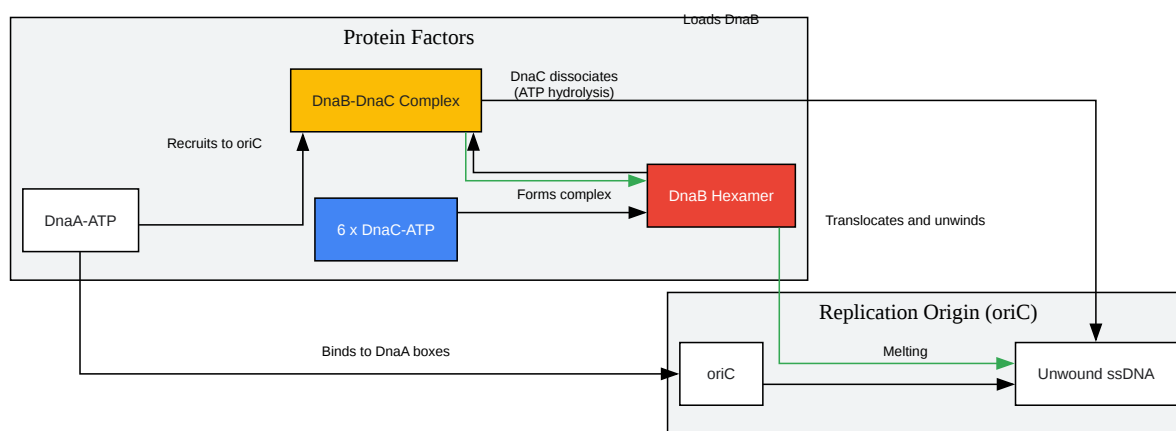 Loads DnaB
Protein Factors
DnaB-DnaC Complex
DnaC dissociates
(ATP hydrolysis)
Recruits to oriC
DnaA-ATP
6 x DnaC-ATP
Forms complex
DnaB Hexamer
Translocates and unwinds
Replication Origin (oriC)
Binds to DnaA boxes
oriC
Melting
Unwound ssDNA